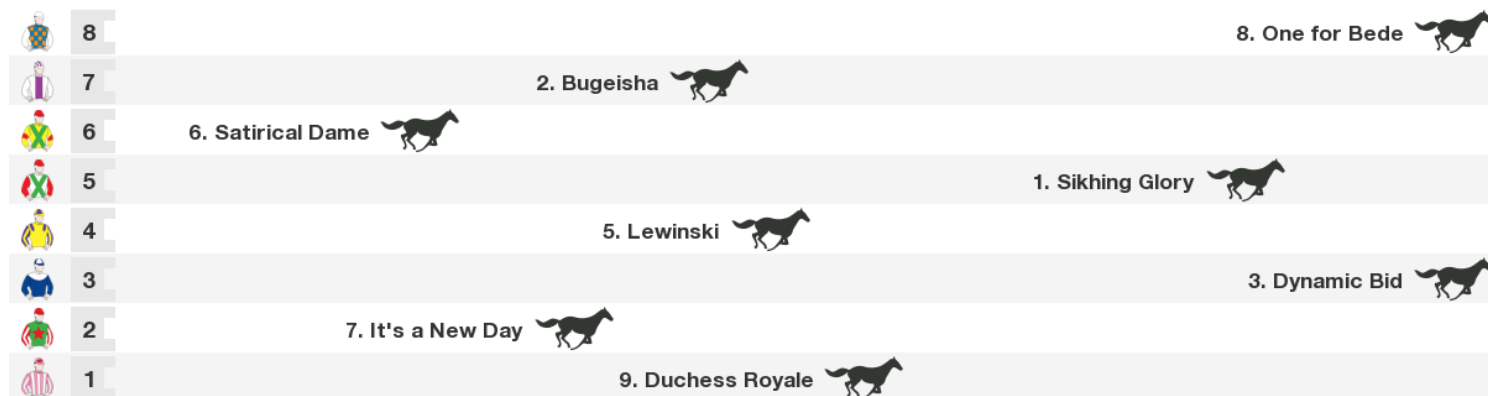 8 8. One for Bede
7 2. Bugeisha
6 6. Satirical Dame
5 1. Sikhing Glory
4 5. Lewinski
3 3. Dynamic Bid
2 7. It's a New Day
1 9. Duchess Royale